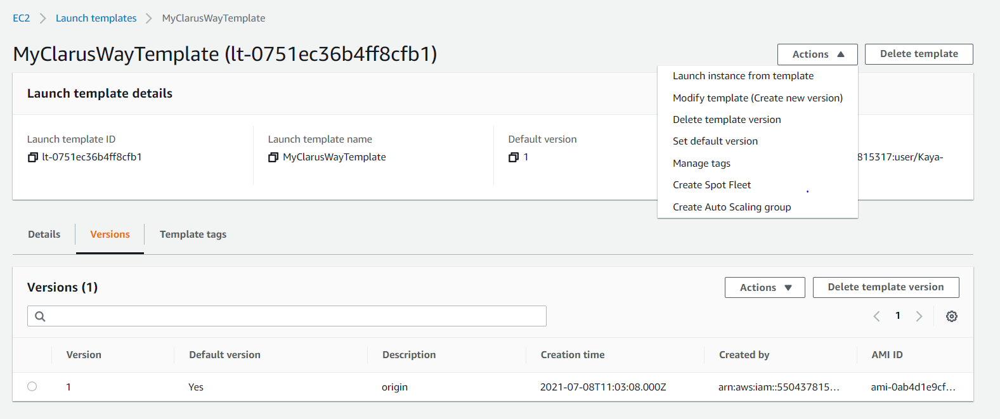 EC2 > Launch templates > MyClarusWayTemplate
MyClarusWayTemplate (lt-0751ec36b4ff8cfb1)
Actions
Delete template
Launch instance from template
Modify template (Create new version)
Delete template version
Set default version
Manage tags
Create Spot Fleet
Create Auto Scaling group
Launch template details
Launch template ID
lt-0751ec36b4ff8cfb1
Launch template name
MyClarusWayTemplate
Default version
1
815317:user/Kaya-
Details
Versions
Template tags
Versions (1)
Actions
Delete template version
1
Version Default version Description Creation time Created by AMI ID
1 Yes origin 2021-07-08T11:03:08.000Z arn:aws:iam::550437815... ami-0ab4d1e9cf...